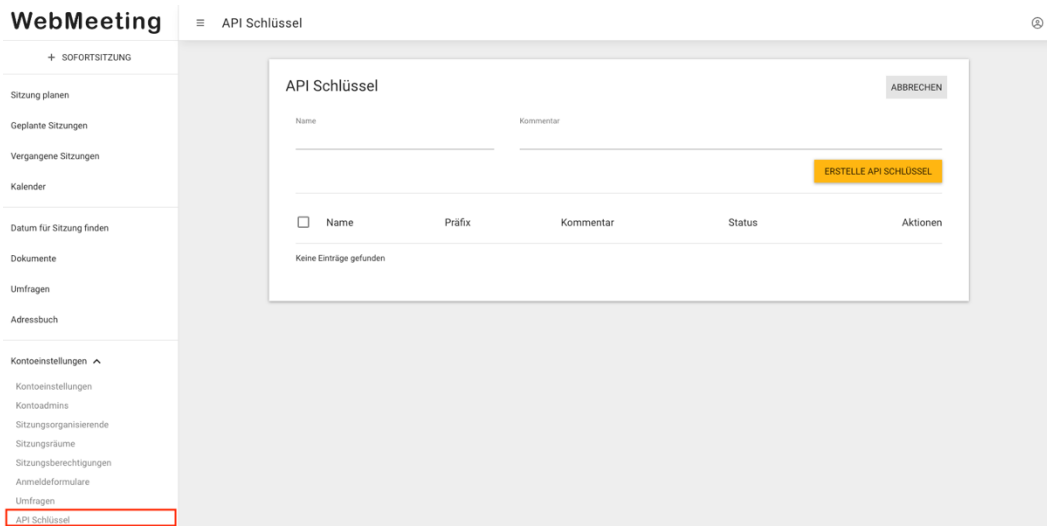 WebMeeting
≡ API Schlüssel
+ SOFORTSITZUNG
Sitzung planen
Geplante Sitzungen
Vergangene Sitzungen
Kalender
Datum für Sitzung finden
Dokumente
Umfragen
Adressbuch
Kontoeinstellungen
Kontoeinstellungen
Kontoadmins
Sitzungsorganisierende
Sitzungsräume
Sitzungsberechtigungen
Anmeldeformulare
Umfragen
API Schlüssel
API Schlüssel
ABBRECHEN
Name Kommentar
ERSTELLE API SCHLÜSSEL
Name Präfix Kommentar Status Aktionen
Keine Einträge gefunden